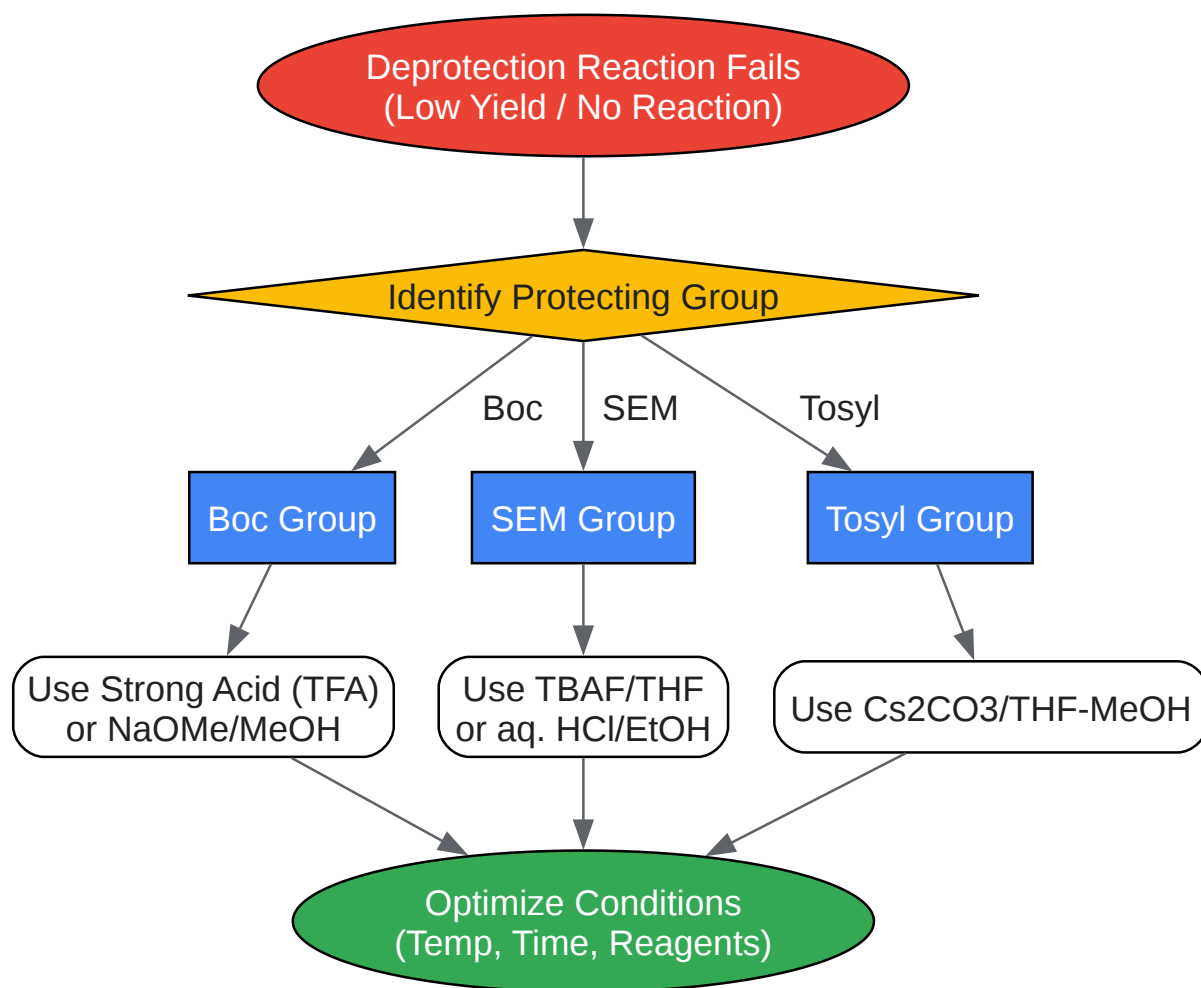 Deprotection Reaction Fails
(Low Yield / No Reaction)
Identify Protecting Group
Boc
SEM
Tosyl
Boc Group
SEM Group
Tosyl Group
Use Strong Acid (TFA)
or NaOMe/MeOH
Use TBAF/THF
or aq. HCl/EtOH
Use Cs2CO3/THF-MeOH
Optimize Conditions
(Temp, Time, Reagents)